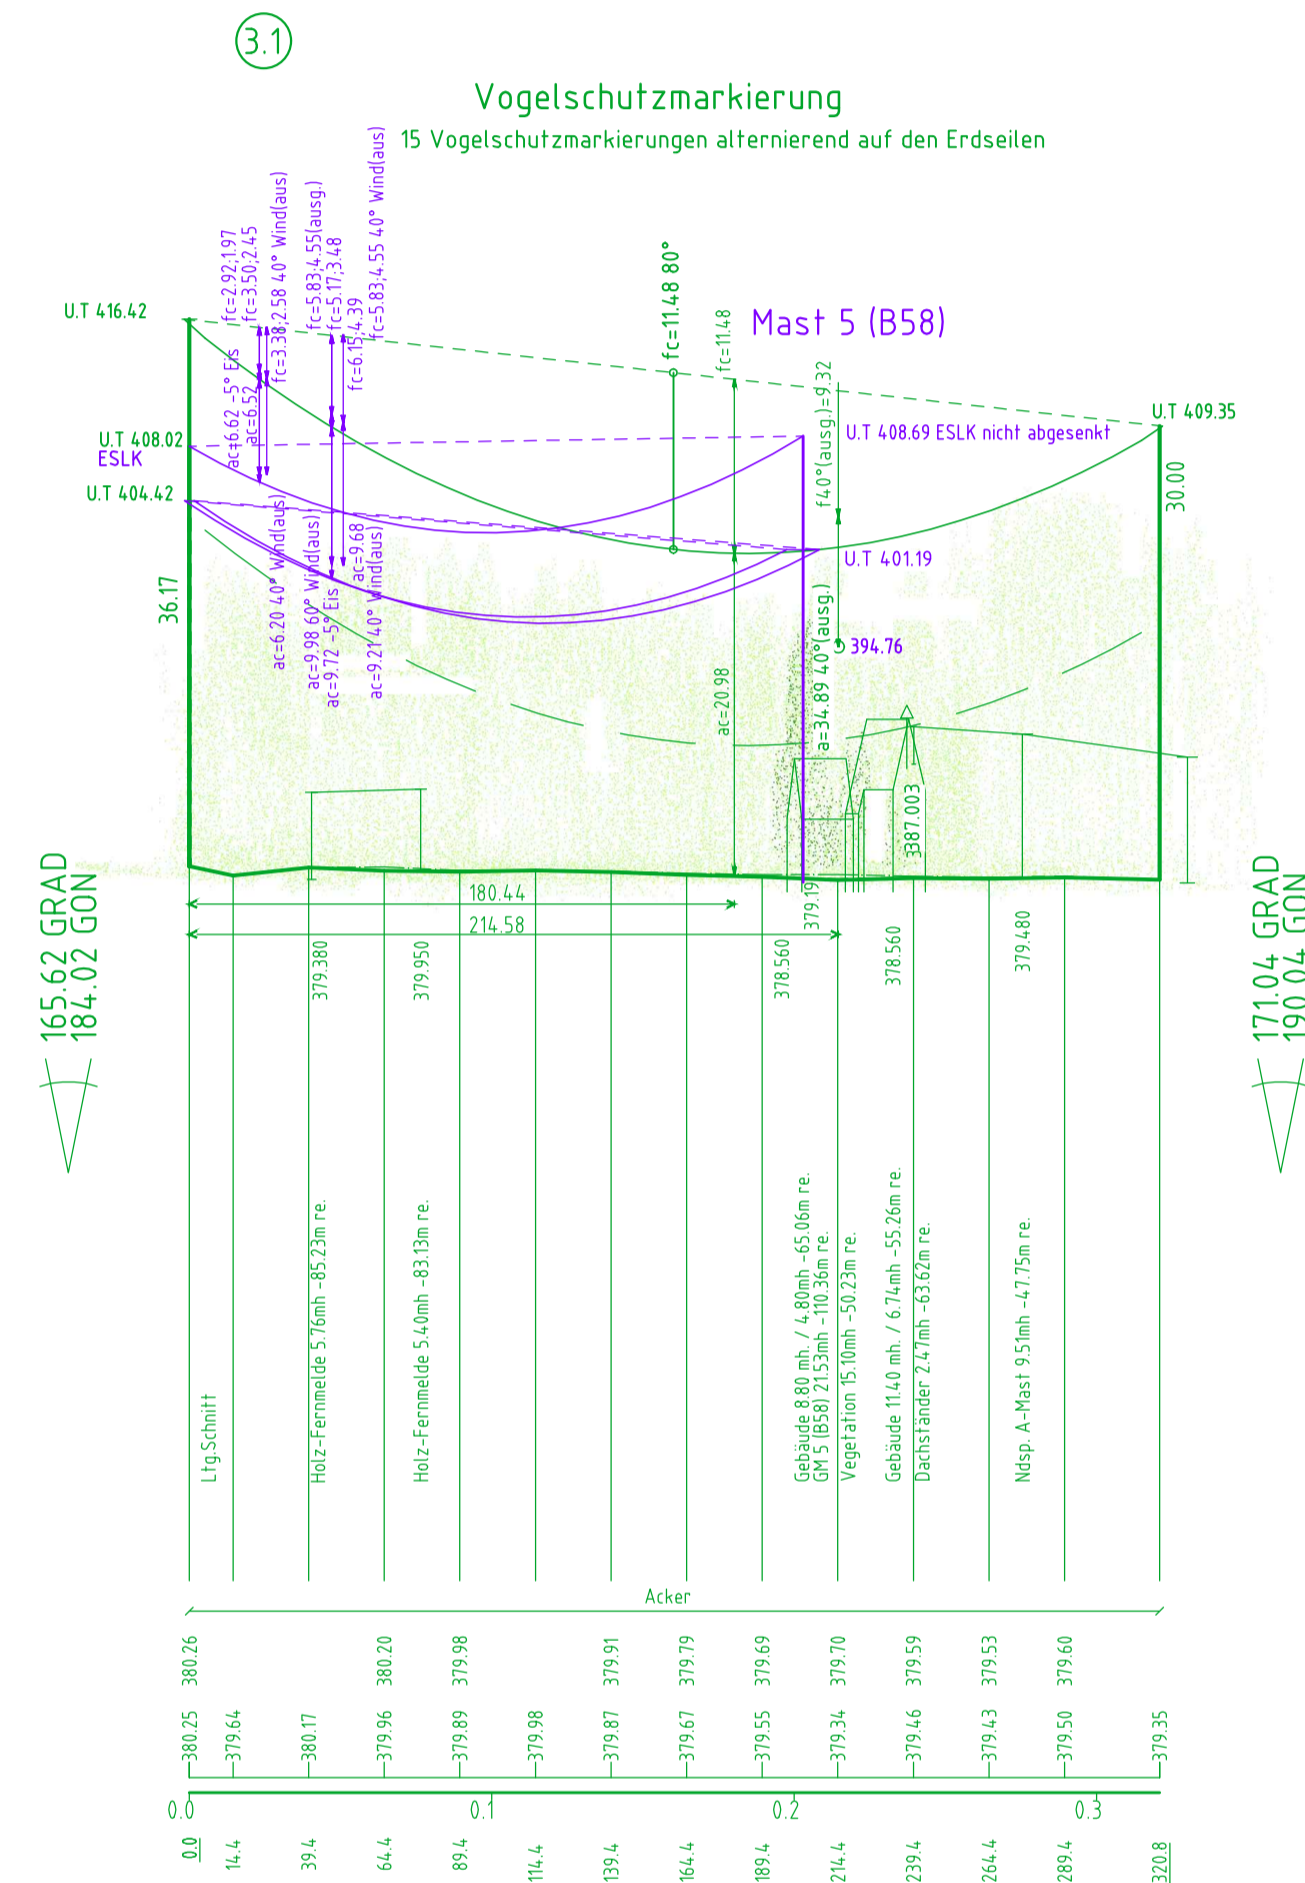 3.1
Vogelschutzmarkierung
15 Vogelschutzmarkierungen alternierend auf den Erdseilen
fc=2.92;1.97
fc=3.50;2.45
fc=3.38;2.58 40° Wind(aus)
fc=5.83;4.55(ausg.)
fc=5.17;3.48
fc=6.15;4.39
fc=5.83;4.55 40° Wind(aus)
fc=11.48 80°
fc=11.48
Mast 5 (B58)
U.T 416.42
U.T 409.35
f40°(ausg.)=9.32
ac=6.62 -5° Eis
ac=6.52
U.T 408.02
ESLK
U.T 408.69 ESLK nicht abgesenkt
U.T 404.42
30.00
U.T 401.19
36.17
ac=6.20 40° Wind(aus)
ac=9.98 60° Wind(aus)
ac=9.72 -5° Eis
ac=9.68
ac=9.21 40° Wind(aus)
394.76
ac=20.98
a=34.89 40°(ausg.)
387.003
165.62 GRAD
184.02 GON
171.04 GRAD
190.04 GON
180.44
214.58
379.380
379.950
378.560
379.19
378.560
379.480
Ltg.Schnitt
Holz-Fernmelde 5.76mh -85.23m re.
Holz-Fernmelde 5.40mh -83.13m re.
Gebäude 8.80 mh. / 4.80mh -65.06m re.
GM 5 (B58) 21.53mh -110.36m re.
Vegetation 15.10mh -50.23m re.
Gebäude 11.40 mh. / 6.74mh -55.26m re.
Dachständer 2.47mh -63.62m re.
Ndsp. A-Mast 9.51mh -47.75m re.
Acker
380.26 380.20 379.98 379.91 379.79 379.69 379.70 379.59 379.53 379.60
380.25 379.64 380.17 379.96 379.89 379.98 379.87 379.67 379.55 379.34 379.46 379.43 379.50 379.35
0.0 0.1 0.2 0.3
0.0 14.4 39.4 64.4 89.4 114.4 139.4 164.4 189.4 214.4 239.4 264.4 289.4 320.8